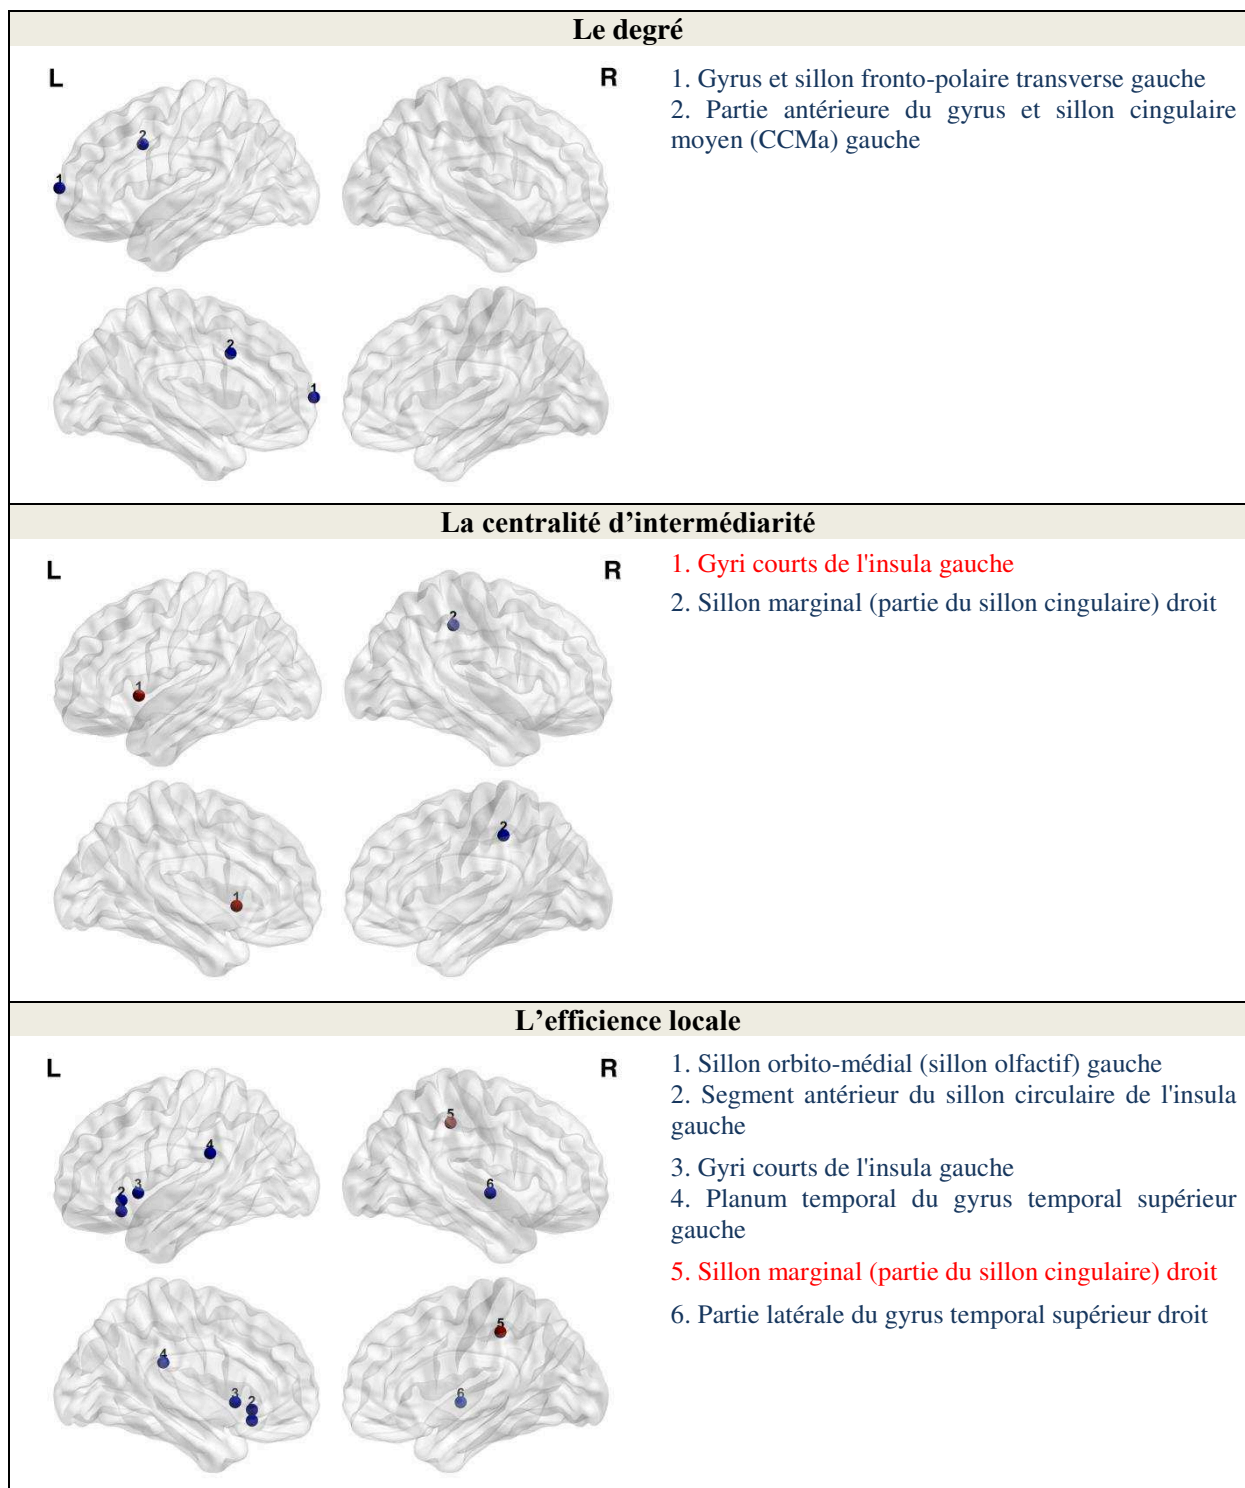 Le degré
L
R
1. Gyrus et sillon fronto-polaire transverse gauche
2. Partie antérieure du gyrus et sillon cingulaire
moyen (CCMa) gauche
2
1
2
1
La centralité d'intermédiarité
L
R
1. Gyri courts de l'insula gauche
2. Sillon marginal (partie du sillon cingulaire) droit
2
1
2
1
L'efficience locale
L
R
1. Sillon orbito-médial (sillon olfactif) gauche
2. Segment antérieur du sillon circulaire de l'insula
gauche
3. Gyri courts de l'insula gauche
4. Planum temporal du gyrus temporal supérieur
gauche
5. Sillon marginal (partie du sillon cingulaire) droit
6. Partie latérale du gyrus temporal supérieur droit
5
4
2 3
6
5
4
3 2
6